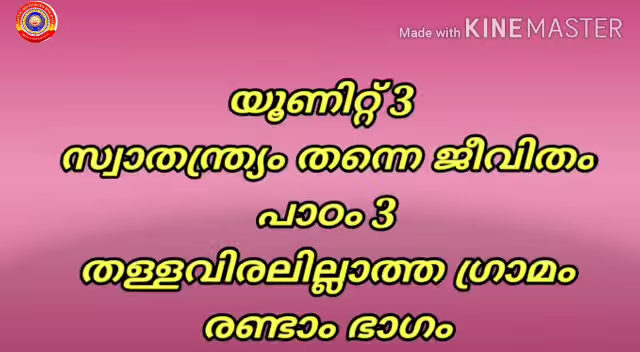 Made with KINEMASTER
യൂണിറ്റ് 3
സ്വാതന്ത്ര്യം തന്നെ ജീവിതം
പാഠം 3
തള്ളവിരലില്ലാത്ത ഗ്രാമം
രണ്ടാം ഭാഗം